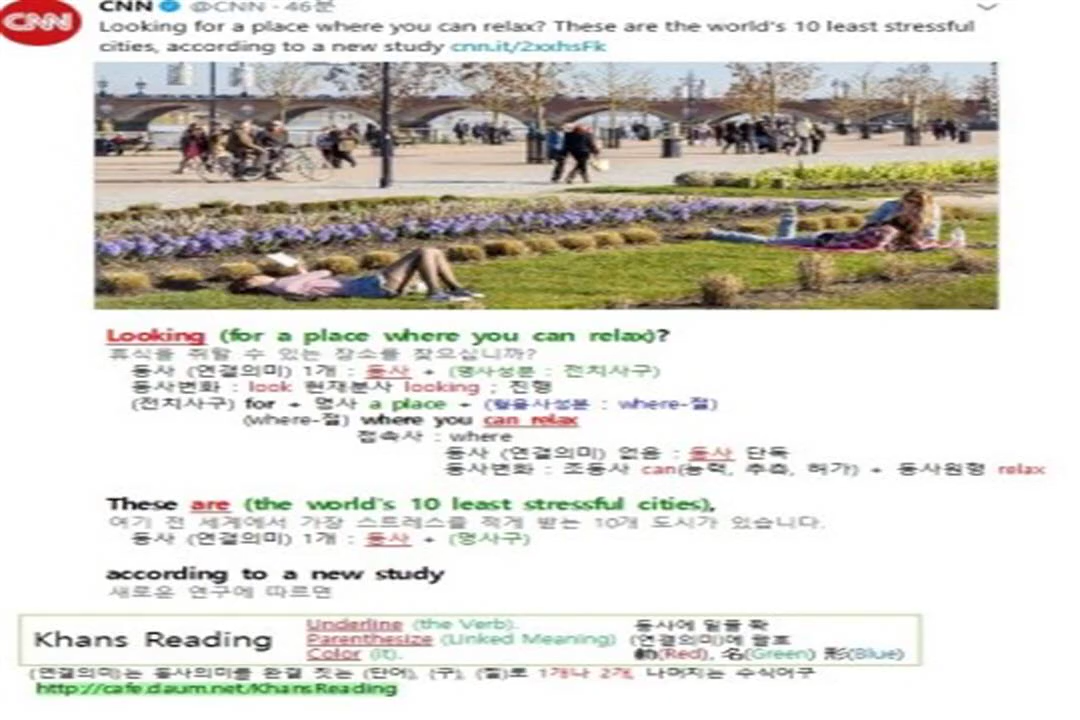 CNN
CNN @CNN · 46분
Looking for a place where you can relax? These are the world's 10 least stressful
cities, according to a new study cnn.it/2xxhsFk
Looking (for a place where you can relax)?
휴식을 취할 수 있는 장소를 찾으십니까?
동사 (연결의미) 1개 : 동사 + (명사성분 : 전치사구)
동사변화 : look 현재분사 looking ; 진행
(전치사구) for + 명사 a place + (형용사성분 : where-절)
(where-절) where you can relax
접속사 : where
동사 (연결의미) 없음 : 동사 단독
동사변화 : 조동사 can(능력, 추측, 허가) + 동사원형 relax
These are (the world's 10 least stressful cities),
여기 전 세계에서 가장 스트레스를 적게 받는 10개 도시가 있습니다.
동사 (연결의미) 1개 : 동사 + (명사구)
according to a new study
새로운 연구에 따르면
Khans Reading
Underline (the Verb). 동사에 밑줄 쫙
Parenthesize (Linked Meaning) (연결의미)에 괄호
Color (it). 動(Red), 名(Green) 形(Blue)
(연결의미)는 동사의미를 완결 짓는 (단어), (구), (절)로 1개나 2개, 나머지는 수식어구
http://cafe.daum.net/KhansReading